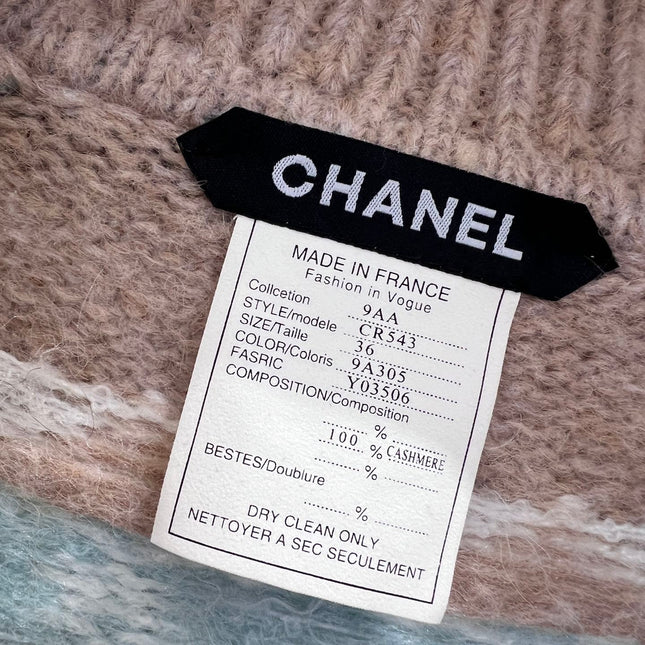 CHANEL
MADE IN FRANCE
Fashion in Vogue
Collcetion 9AA
STYLE/modele CR543
SIZE/Taille 36
COLOR/Coloris 9A305
FASRIC Y03506
COMPOSITION/Composition
%
100 % CASHMERE
%
BESTES/Doublure
%
DRY CLEAN ONLY
NETTOYER A SEC SECULEMENT